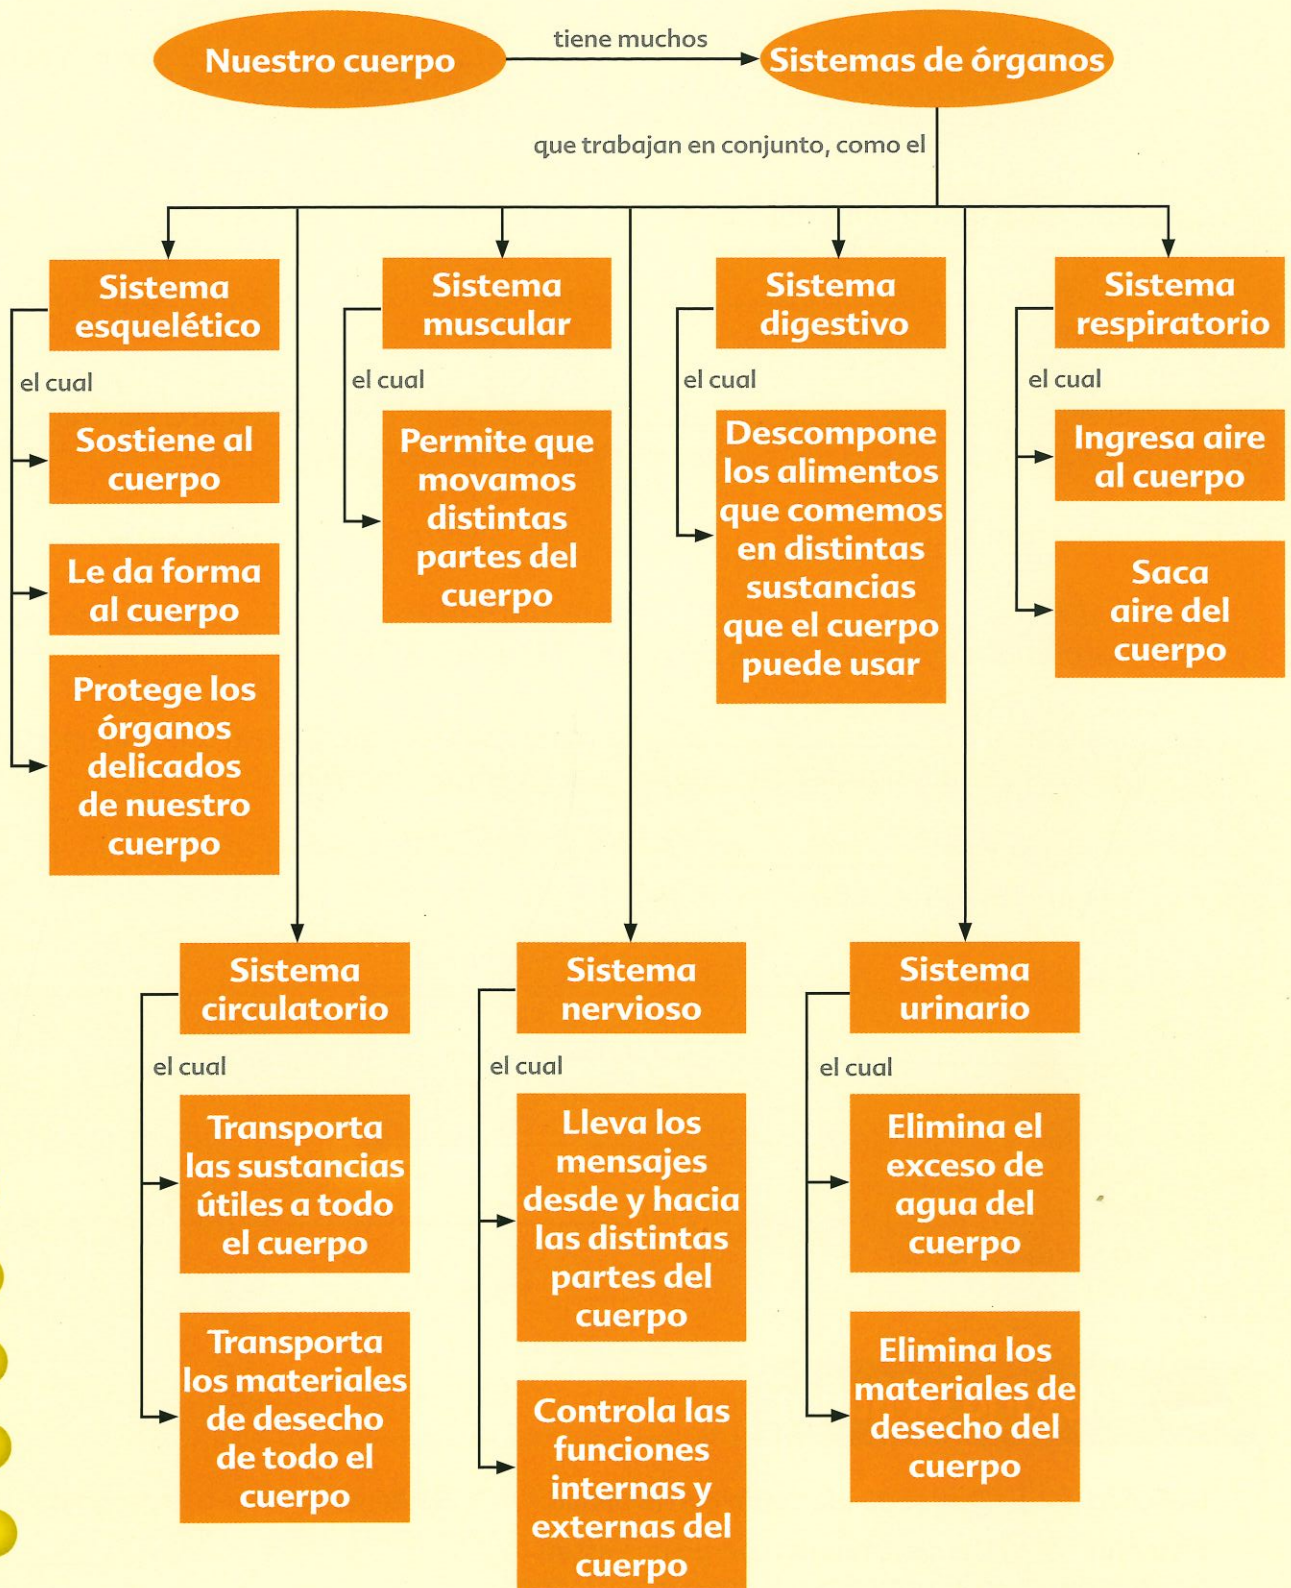 Nuestro cuerpo
tiene muchos
Sistemas de órganos
que trabajan en conjunto, como el
Sistema
esquelético
el cual
Sostiene al
cuerpo
Le da forma
al cuerpo
Protege los
órganos
delicados
de nuestro
cuerpo
Sistema
muscular
el cual
Permite que
movamos
distintas
partes del
cuerpo
Sistema
digestivo
el cual
Descompone
los alimentos
que comemos
en distintas
sustancias
que el cuerpo
puede usar
Sistema
respiratorio
el cual
Ingresa aire
al cuerpo
Saca
aire del
cuerpo
Sistema
circulatorio
el cual
Transporta
las sustancias
útiles a todo
el cuerpo
Transporta
los materiales
de desecho
de todo el
cuerpo
Sistema
nervioso
el cual
Lleva los
mensajes
desde y hacia
las distintas
partes del
cuerpo
Controla las
funciones
internas y
externas del
cuerpo
Sistema
urinario
el cual
Elimina el
exceso de
agua del
cuerpo
Elimina los
materiales de
desecho del
cuerpo